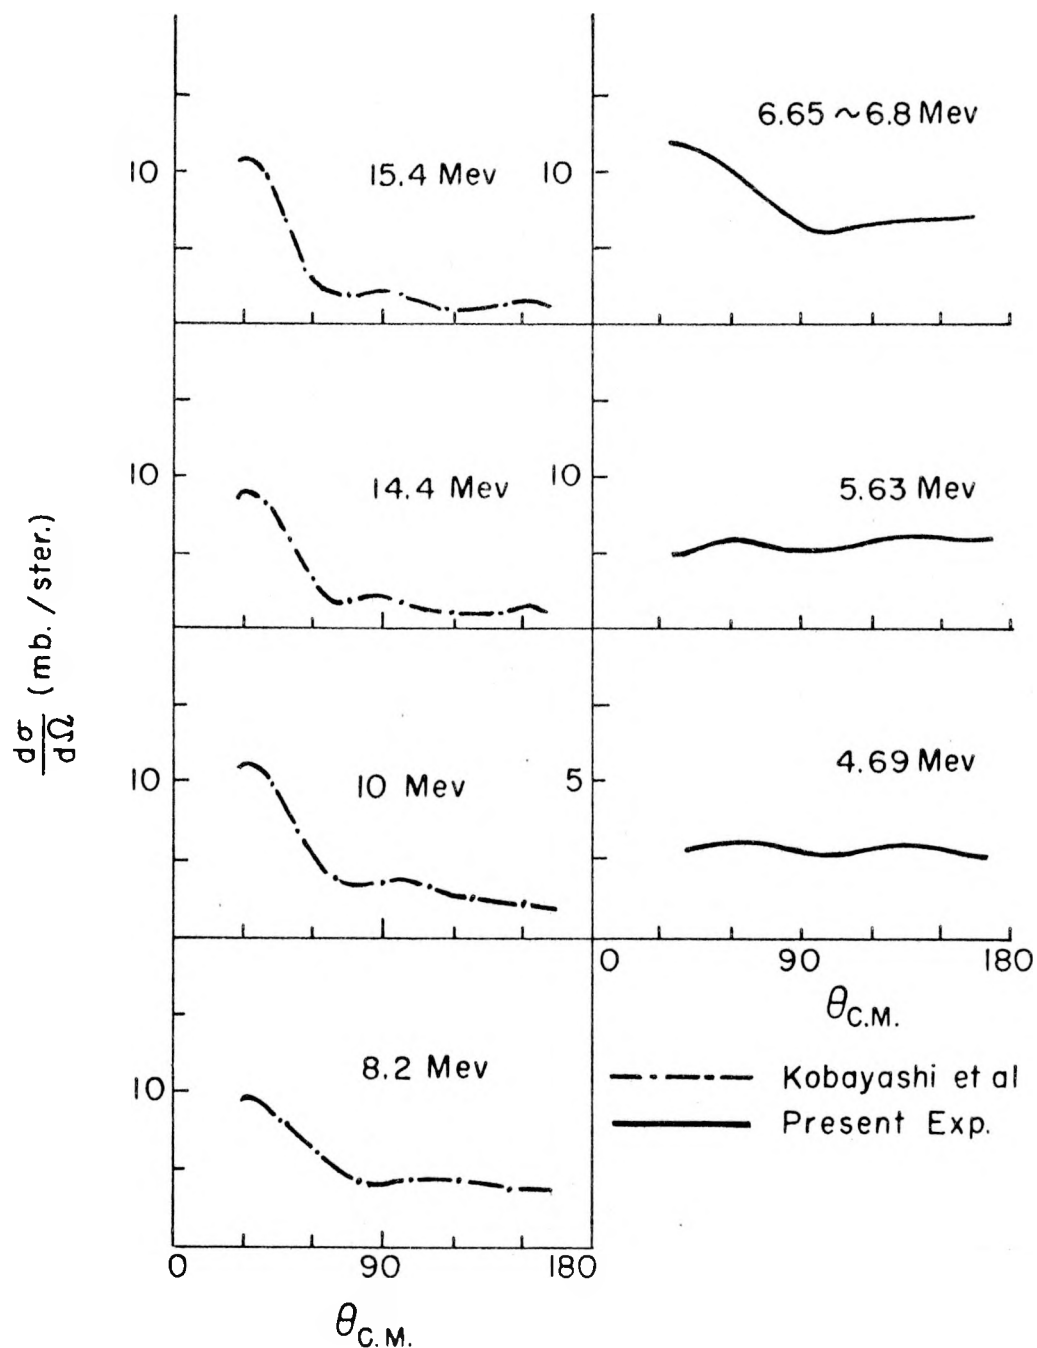 dσ/dΩ (mb. / ster.)
10
15.4 Mev
10
14.4 Mev
10
10 Mev
10
8.2 Mev
0 90 180
θC.M.
10
6.65 ~ 6.8 Mev
10
5.63 Mev
5
4.69 Mev
0 90 180
θC.M.
Kobayashi et al
Present Exp.